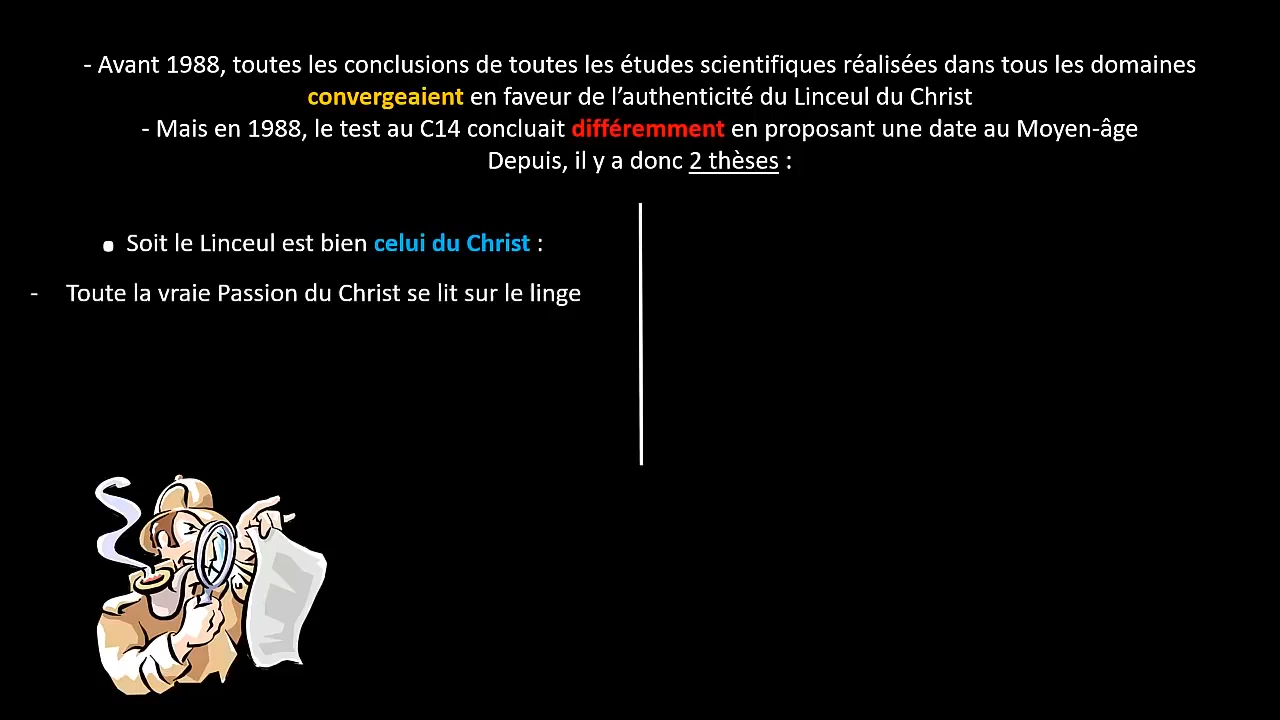 - Avant 1988, toutes les conclusions de toutes les études scientifiques réalisées dans tous les domaines
convergeaient en faveur de l’authenticité du Linceul du Christ
- Mais en 1988, le test au C14 concluait différemment en proposant une date au Moyen-âge
Depuis, il y a donc 2 thèses :
• Soit le Linceul est bien celui du Christ :
- Toute la vraie Passion du Christ se lit sur le linge